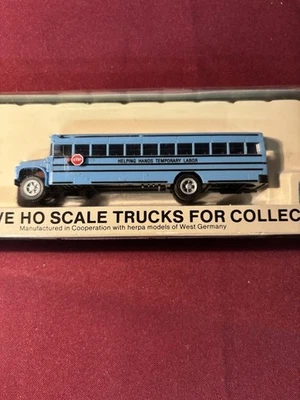 STOP
HELPING HANDS TEMPORARY LABOR
VE HO SCALE TRUCKS FOR COLLEC
Manufactured in Cooperation with herpa models of West Germany